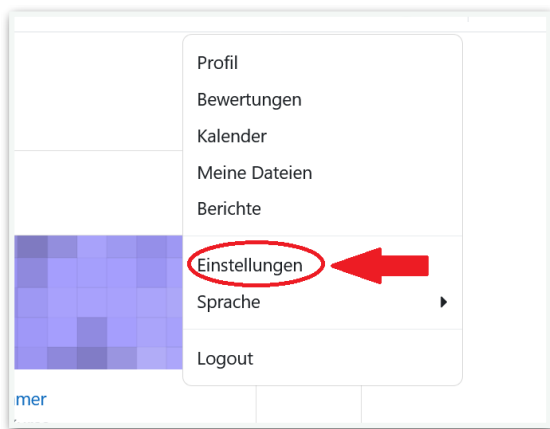 Profil
Bewertungen
Kalender
Meine Dateien
Berichte
Einstellungen
Sprache
Logout
mer